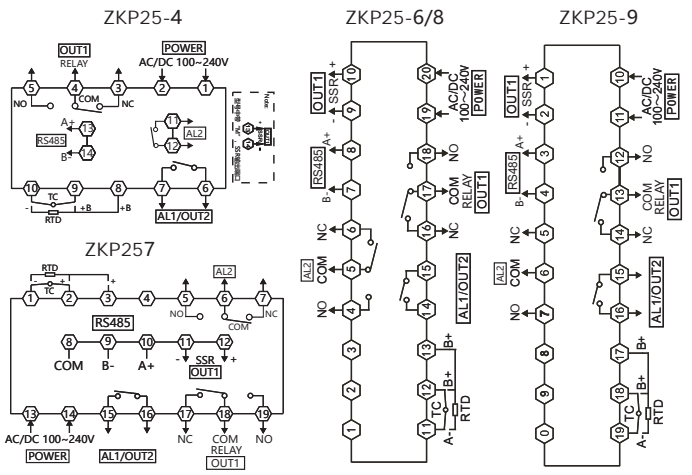 ZKP25-4
OUT1
RELAY
POWER
AC/DC 100~240V
5
4
3
2
1
NO
COM
NC
A+
13
RS485
B-
14
11
12
AL2
Note:
10
9
8
7
6
-
TC
+B
+B
RTD
AL1/OUT2
ZKP257
RTD
-
+
+
TC
1
2
3
4
5
6
7
AL2
NO
COM
NC
RS485
8
9
10
11
12
COM
B-
A+
-
SSR
+
OUT1
13
14
15
16
17
18
19
AC/DC 100~240V
POWER
AL1/OUT2
NC
COM
NO
RELAY
OUT1
ZKP25-6/8
OUT1
SSR
+
-
10
9
A+
RS485
B-
8
7
NC
6
AL2
COM
5
NO
4
3
2
1
20
19
AC/DC
100~240V
POWER
18
NO
17
COM
RELAY
OUT1
16
NC
15
14
AL1/OUT2
13
B+
12
B+
TC
RTD
11
A-
ZKP25-9
OUT1
SSR
+
-
1
2
A+
RS485
B-
3
4
NC
5
AL2
COM
6
NO
7
8
9
0
10
11
AC/DC
100~240V
POWER
12
NO
13
COM
RELAY
OUT1
14
NC
15
16
AL1/OUT2
17
B+
18
B+
TC
RTD
19
A-